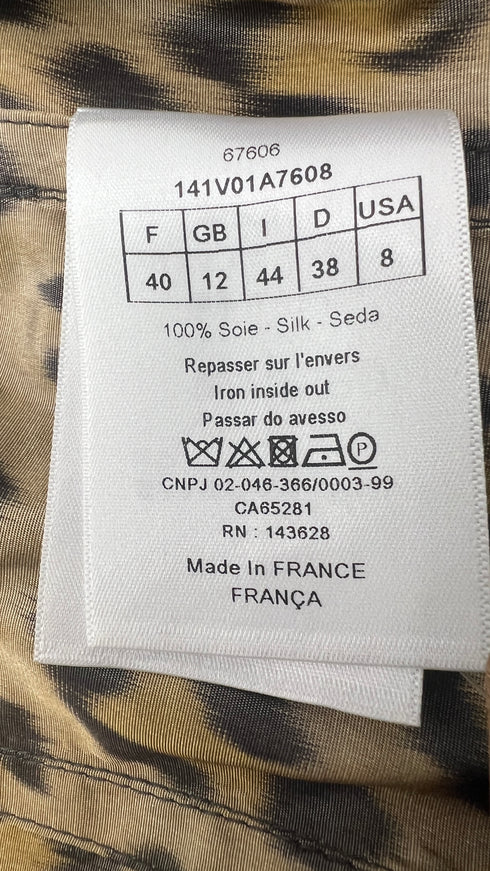 67606
141V01A7608
F GB I D USA
40 12 44 38 8
100% Soie - Silk - Seda
Repasser sur l'envers
Iron inside out
Passar do avesso
P
CNPJ 02-046-366/0003-99
CA65281
RN : 143628
Made In FRANCE
FRANÇA